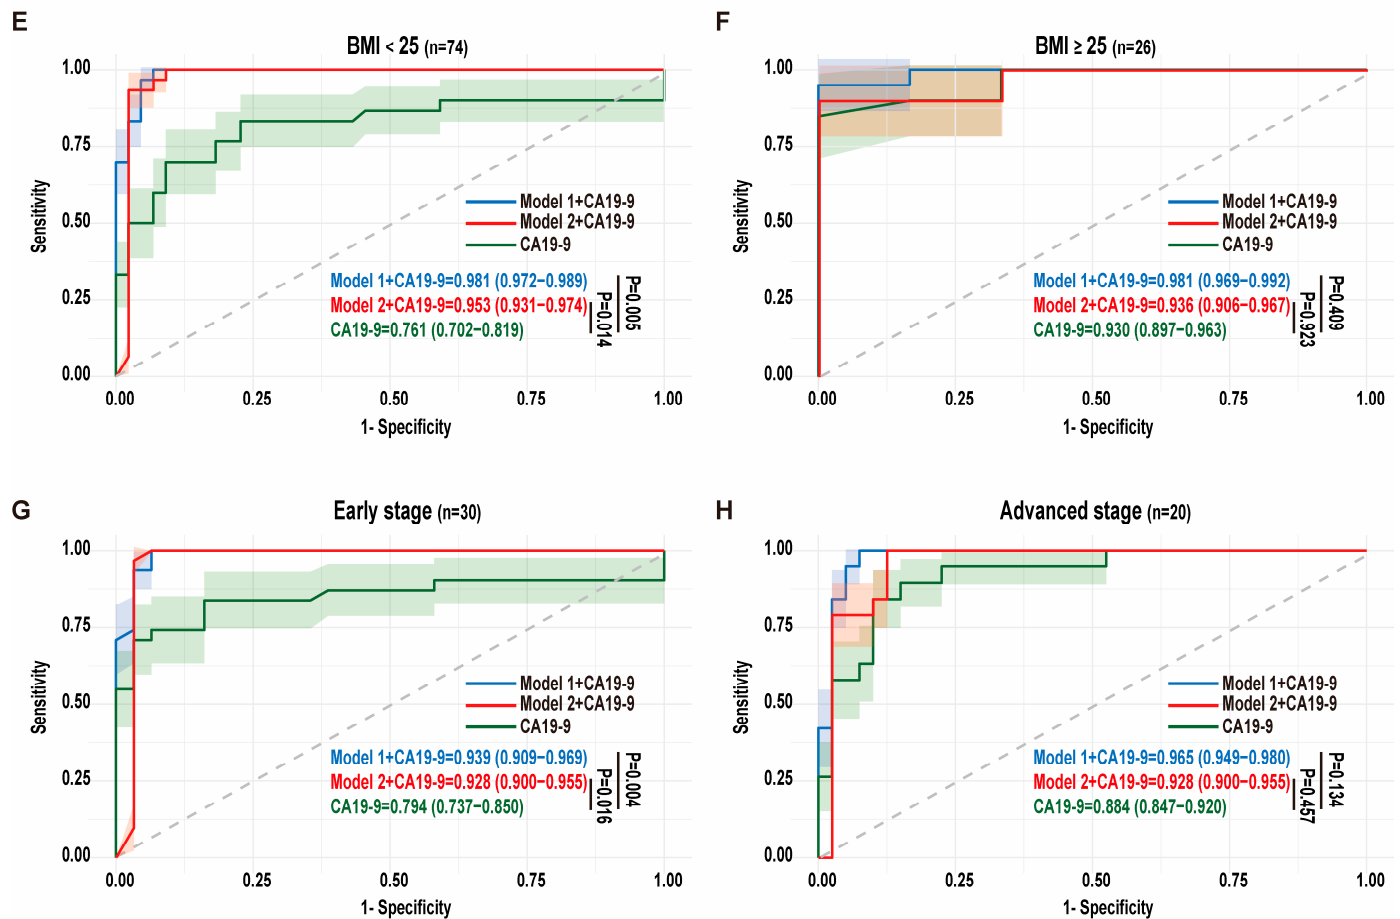 E
BMI < 25 (n=74)
1.00
0.75
0.50
0.25
0.00
Sensitivity
Model 1+CA19-9
Model 2+CA19-9
CA19-9
Model 1+CA19-9=0.981 (0.972−0.989)
Model 2+CA19-9=0.953 (0.931−0.974)
CA19-9=0.761 (0.702−0.819)
P=0.014
P=0.005
0.00 0.25 0.50 0.75 1.00
1- Specificity
F
BMI ≥ 25 (n=26)
1.00
0.75
0.50
0.25
0.00
Sensitivity
Model 1+CA19-9
Model 2+CA19-9
CA19-9
Model 1+CA19-9=0.981 (0.969−0.992)
Model 2+CA19-9=0.936 (0.906−0.967)
CA19-9=0.930 (0.897−0.963)
P=0.923
P=0.409
0.00 0.25 0.50 0.75 1.00
1- Specificity
G
Early stage (n=30)
1.00
0.75
0.50
0.25
0.00
Sensitivity
Model 1+CA19-9
Model 2+CA19-9
CA19-9
Model 1+CA19-9=0.939 (0.909−0.969)
Model 2+CA19-9=0.928 (0.900−0.955)
CA19-9=0.794 (0.737−0.850)
P=0.016
P=0.004
0.00 0.25 0.50 0.75 1.00
1- Specificity
H
Advanced stage (n=20)
1.00
0.75
0.50
0.25
0.00
Sensitivity
Model 1+CA19-9
Model 2+CA19-9
CA19-9
Model 1+CA19-9=0.965 (0.949−0.980)
Model 2+CA19-9=0.928 (0.900−0.955)
CA19-9=0.884 (0.847−0.920)
P=0.457
P=0.134
0.00 0.25 0.50 0.75 1.00
1- Specificity